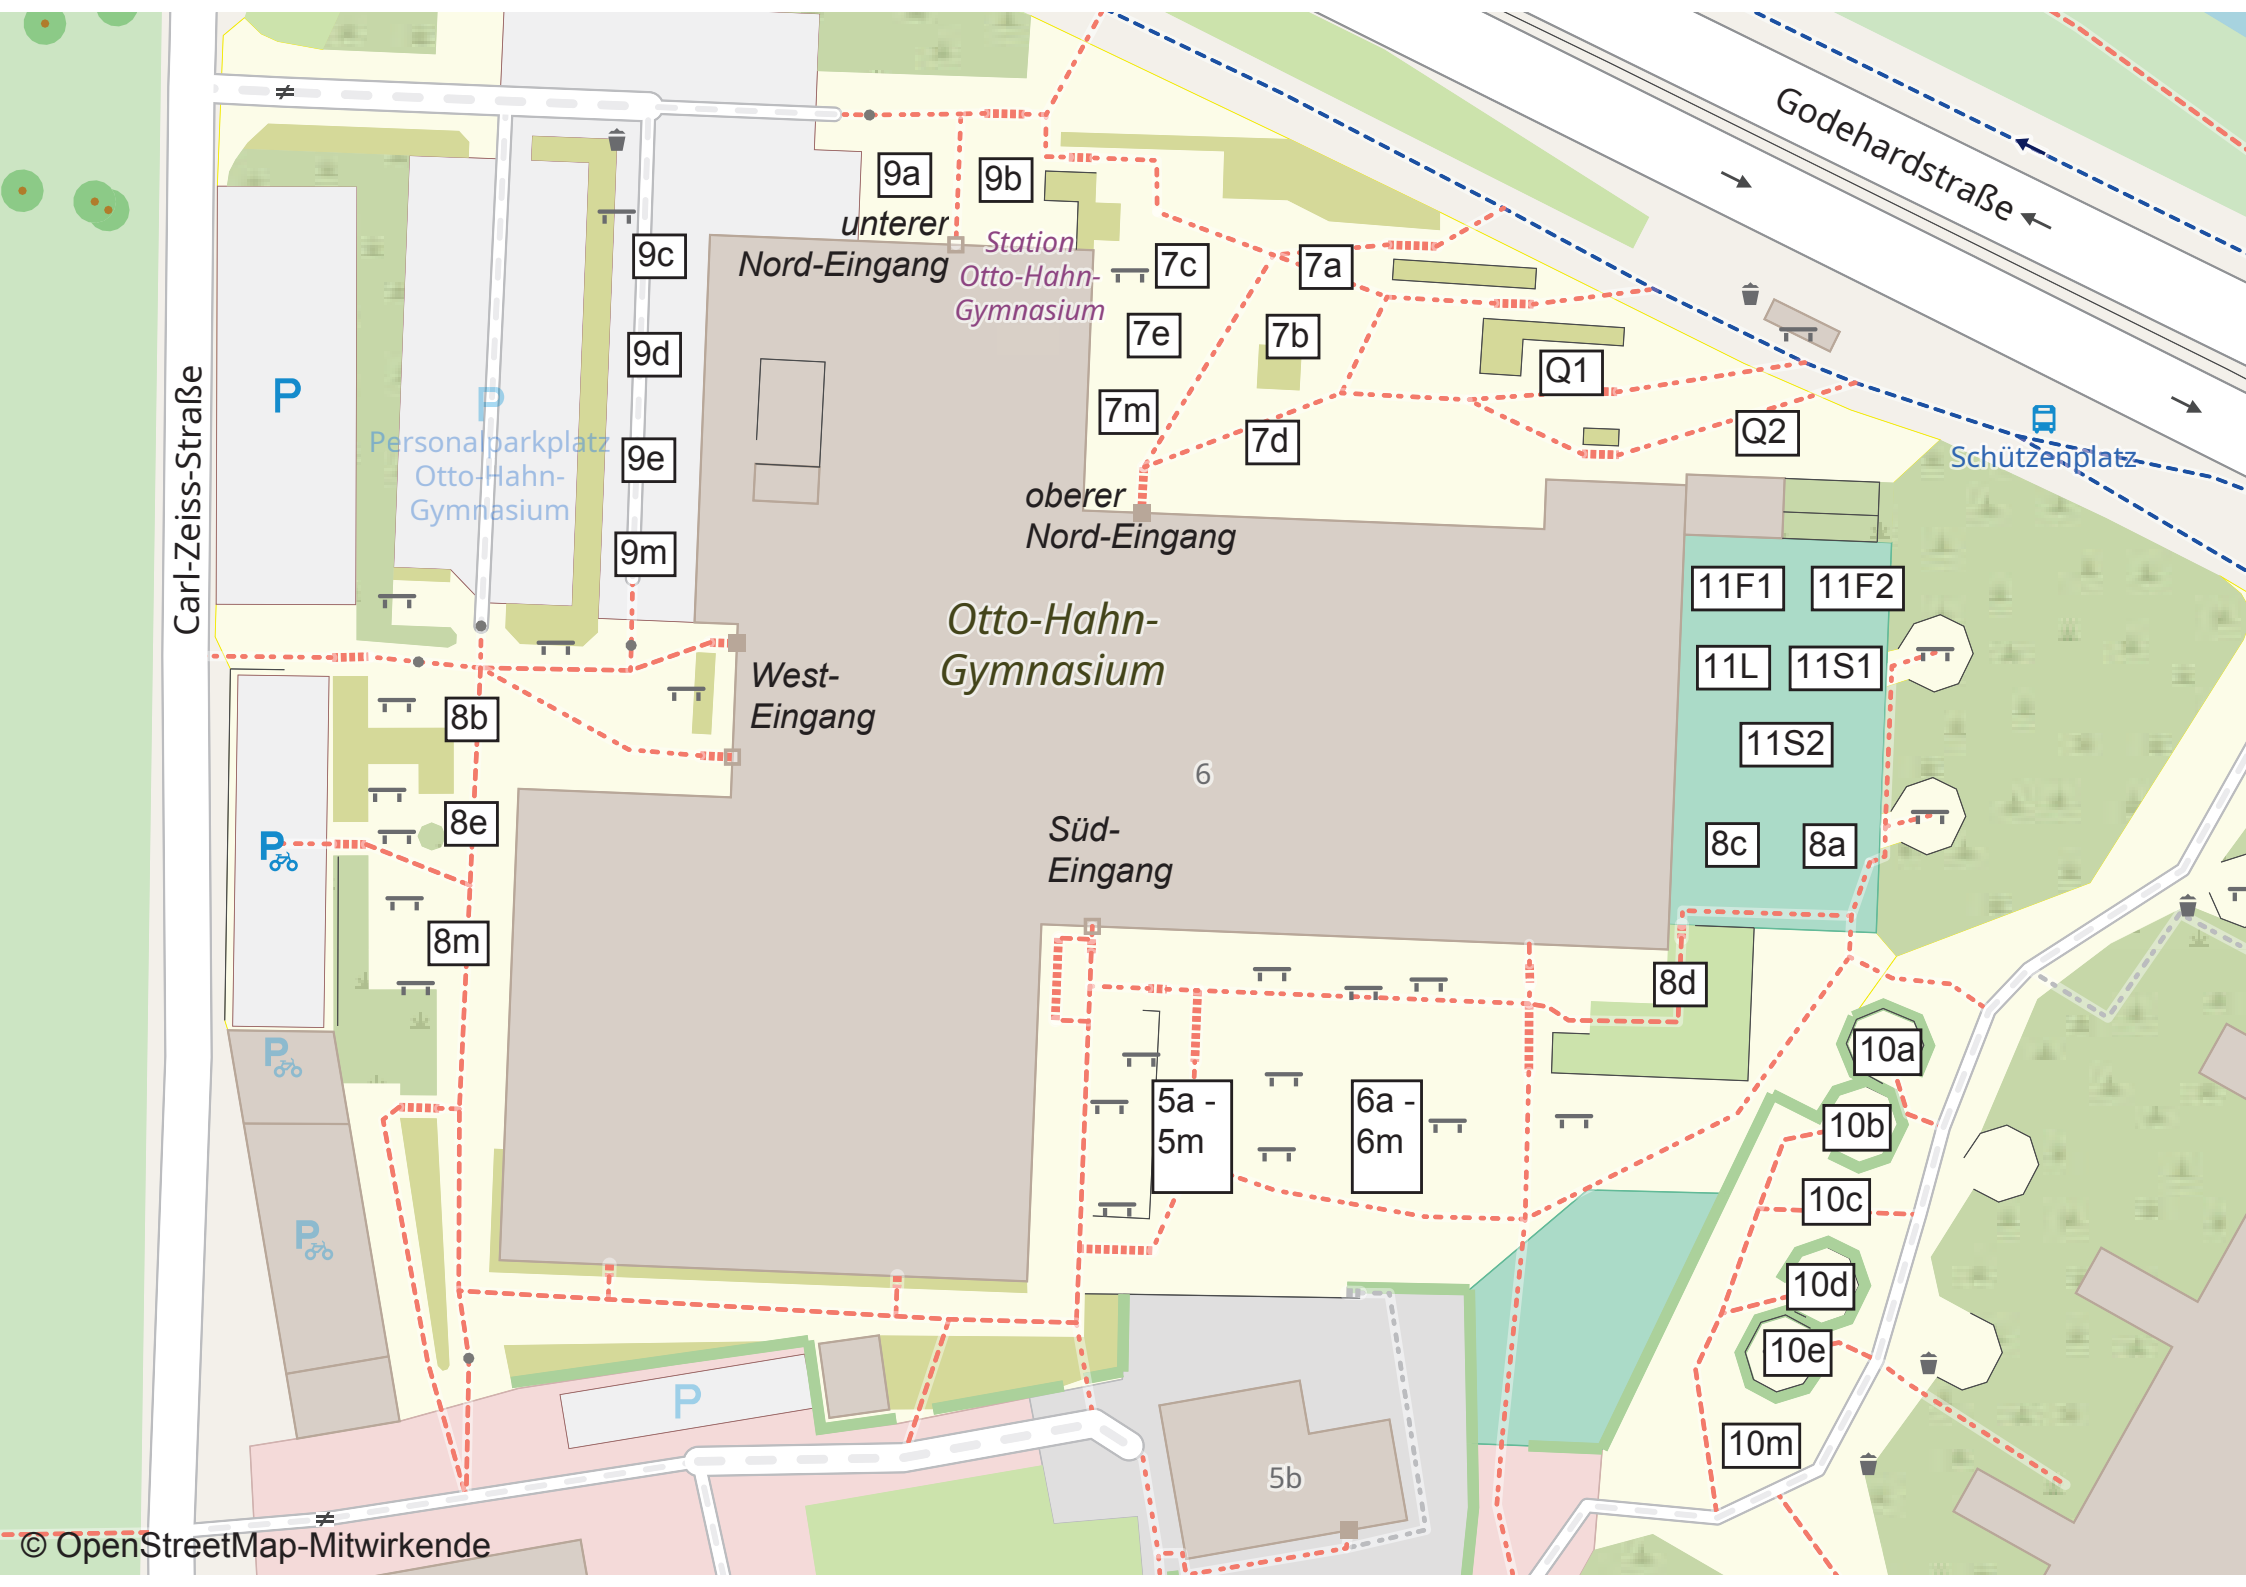 Godehardstraße
9a
9b
unterer
Nord-Eingang
Station
Otto-Hahn-
Gymnasium
9c
7c
7a
9d
7e
7b
Q1
P
P
Personalparkplatz
Otto-Hahn-
Gymnasium
Carl-Zeiss-Straße
9e
7m
7d
Q2
Schützenplatz
oberer
Nord-Eingang
9m
11F1
11F2
Otto-Hahn-
Gymnasium
West-
Eingang
11L
11S1
8b
11S2
6
8e
Süd-
Eingang
8c
8a
P
8m
8d
P
10a
5a -
5m
6a -
6m
10b
10c
P
10d
10e
P
10m
5b
© OpenStreetMap-Mitwirkende